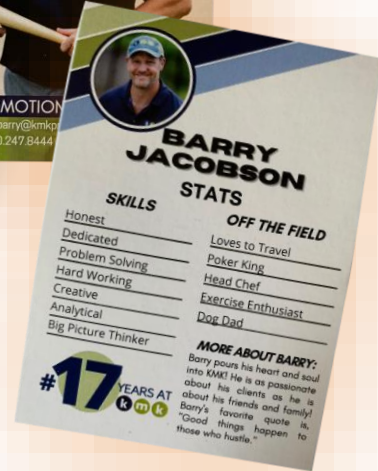 MOTION
barry@kmkp
.247.8444
BARRY
JACOBSON
STATS
SKILLS
Honest
Dedicated
Problem Solving
Hard Working
Creative
Analytical
Big Picture Thinker
OFF THE FIELD
Loves to Travel
Poker King
Head Chef
Exercise Enthusiast
Dog Dad
#17 YEARS AT
kmk
MORE ABOUT BARRY:
Barry pours his heart and soul
into KMK! He is as passionate
about his clients as he is
about his friends and family!
Barry's favorite quote is,
"Good things happen to
those who hustle."